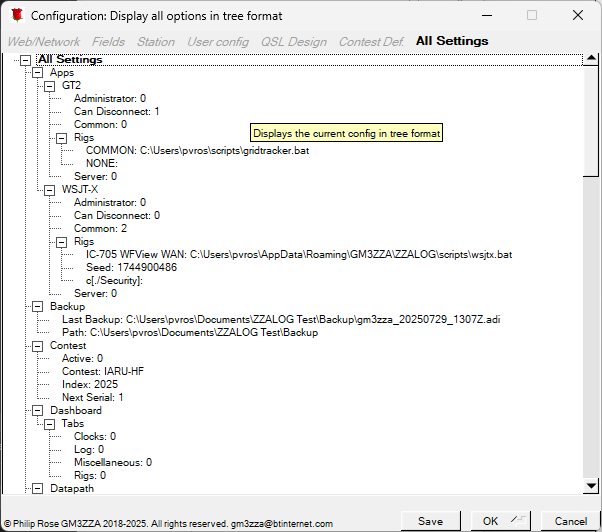 Configuration: Display all options in tree format
Web/Network Fields Station User config QSL Design Contest Def. All Settings
All Settings
Apps
GT2
Administrator: 0
Can Disconnect: 1
Common: 0
Displays the current config in tree format
Rigs
COMMON: C:\Users\pvros\scripts\gridtracker.bat
NONE:
Server: 0
WSJT-X
Administrator: 0
Can Disconnect: 0
Common: 2
Rigs
IC-705 WFView WAN: C:\Users\pvros\AppData\Roaming\GM3ZZA\ZZALOG\scripts\wsjtx.bat
Seed: 1744900486
c[./Security]:
Server: 0
Backup
Last Backup: C:\Users\pvros\Documents\ZZALOG Test\Backup\gm3zza_20250729_1307Z.adi
Path: C:\Users\pvros\Documents\ZZALOG Test\Backup
Contest
Active: 0
Contest: IARU-HF
Index: 2025
Next Serial: 1
Dashboard
Tabs
Clocks: 0
Log: 0
Miscellaneous: 0
Rigs: 0
Datapath
© Philip Rose GM3ZZA 2018-2025. All rights reserved. gm3zza@btinternet.com
Save OK Cancel